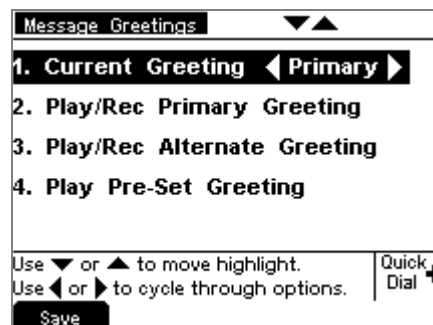 Message Greetings ▼▲
1. Current Greeting ◀ Primary ▶
2. Play/Rec Primary Greeting
3. Play/Rec Alternate Greeting
4. Play Pre-Set Greeting
Use ▼ or ▲ to move highlight.
Use ◀ or ▶ to cycle through options.
Quick
Dial
Save